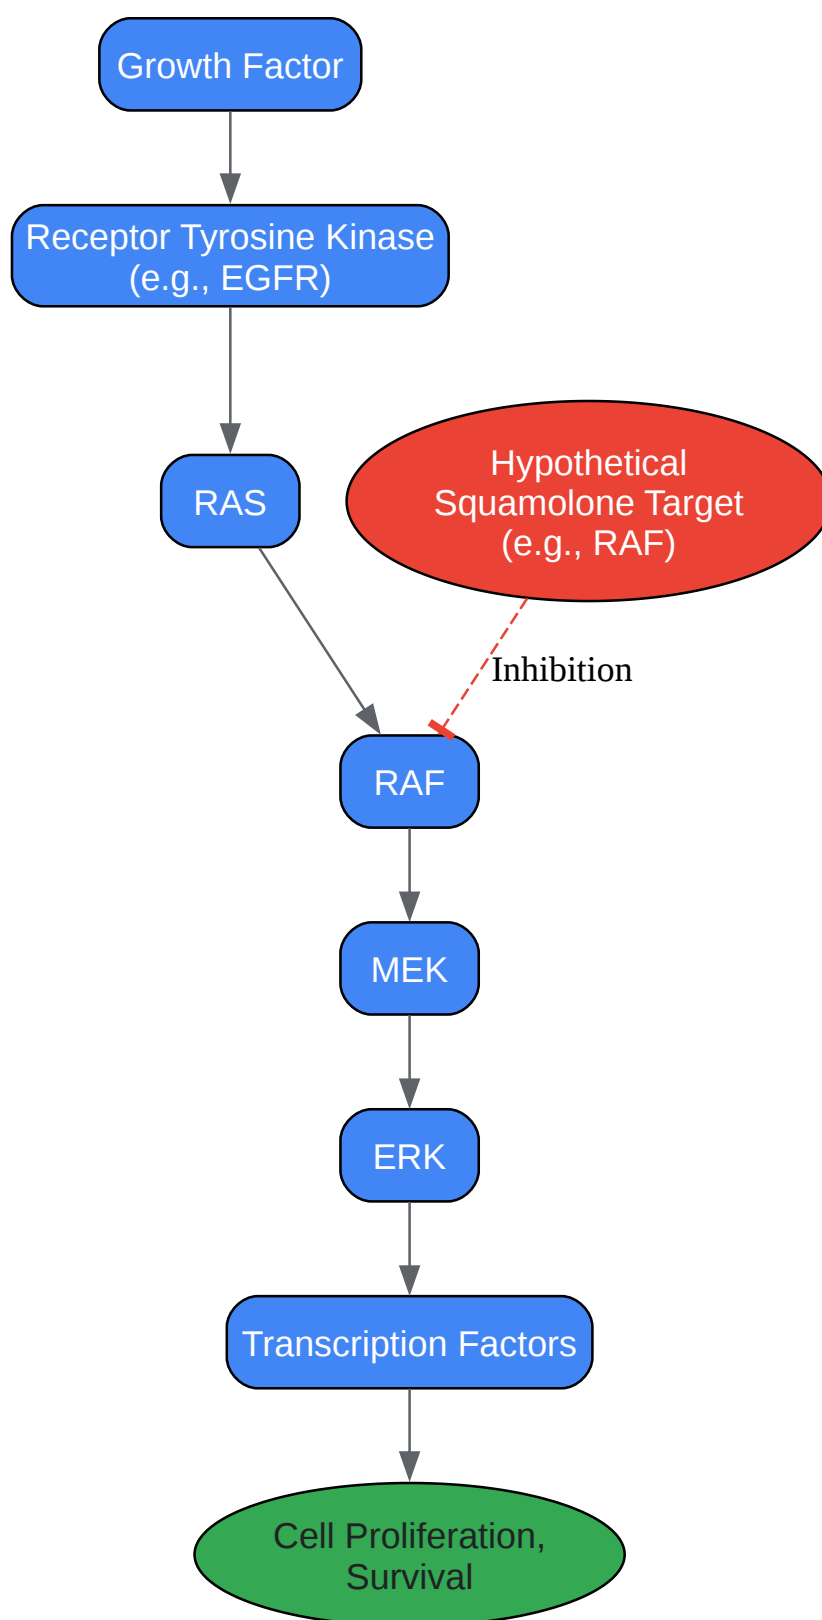 Growth Factor
Receptor Tyrosine Kinase
(e.g., EGFR)
RAS
Hypothetical
Squamolone Target
(e.g., RAF)
Inhibition
RAF
MEK
ERK
Transcription Factors
Cell Proliferation,
Survival